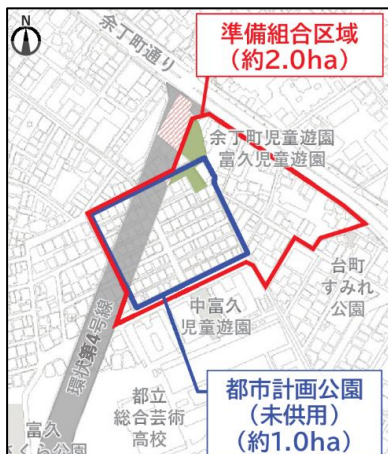 N
余丁町通り
準備組合区域
(約2.0ha)
余丁町児童遊園
富久児童遊園
台町
すみれ
公園
中富久
児童遊園
環状第4号線
都立
総合芸術
高校
富久
さくら公園
都市計画公園
(未供用)
(約1.0ha)